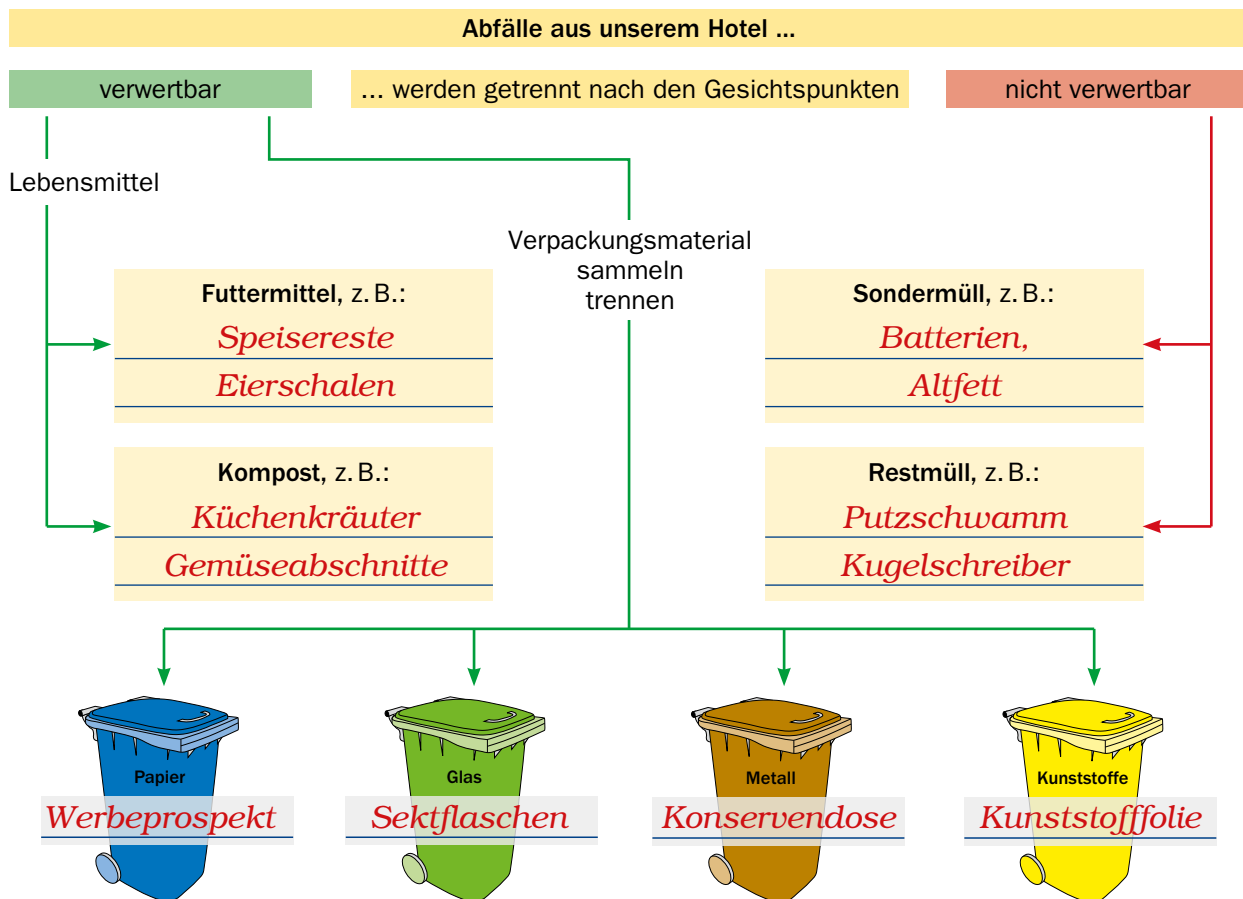 Abfälle aus unserem Hotel ...
verwertbar
... werden getrennt nach den Gesichtspunkten
nicht verwertbar
Lebensmittel
Verpackungsmaterial
sammeln
trennen
Futtermittel, z. B.:
Speisereste
Eierschalen
Sondermüll, z. B.:
Batterien,
Altfett
Kompost, z. B.:
Küchenkräuter
Gemüseabschnitte
Restmüll, z. B.:
Putzschwamm
Kugelschreiber
Papier
Werbeprospekt
Glas
Sektflaschen
Metall
Konservendose
Kunststoffe
Kunststofffolie